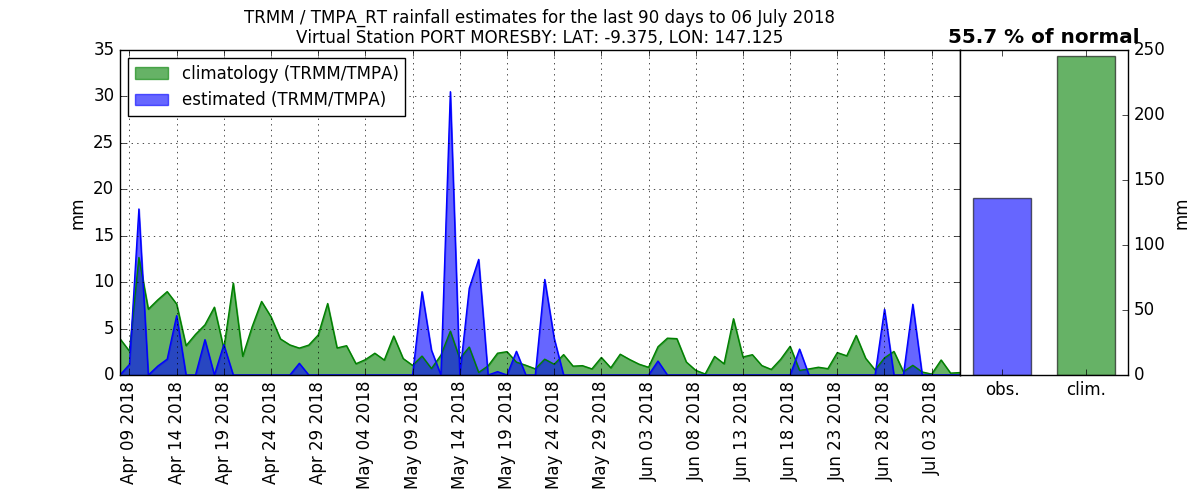 TRMM / TMPA_RT rainfall estimates for the last 90 days to 06 July 2018
Virtual Station PORT MORESBY: LAT: -9.375, LON: 147.125
55.7 % of normal
climatology (TRMM/TMPA)
estimated (TRMM/TMPA)
mm
35
30
25
20
15
10
5
0
Apr 09 2018
Apr 14 2018
Apr 19 2018
Apr 24 2018
Apr 29 2018
May 04 2018
May 09 2018
May 14 2018
May 19 2018
May 24 2018
May 29 2018
Jun 03 2018
Jun 08 2018
Jun 13 2018
Jun 18 2018
Jun 23 2018
Jun 28 2018
Jul 03 2018
obs.
clim.
250
200
150
100
50
0
mm